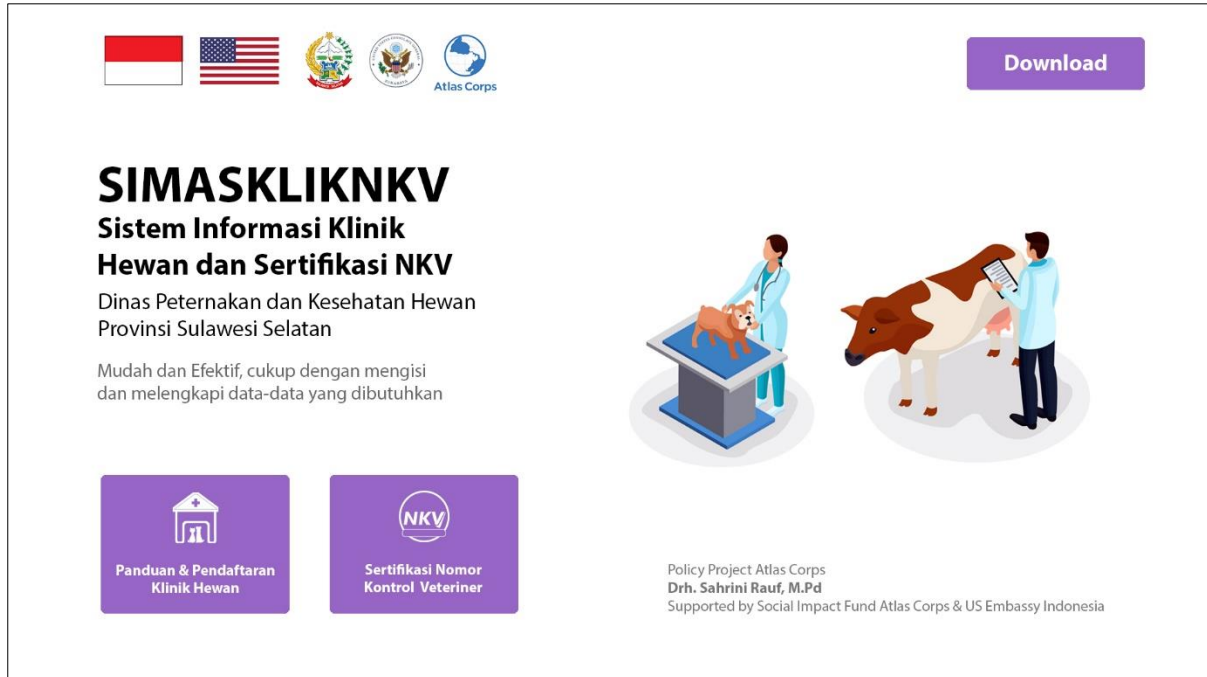 Atlas Corps
Download
SIMASKLIKNKV
Sistem Informasi Klinik
Hewan dan Sertifikasi NKV
Dinas Peternakan dan Kesehatan Hewan
Provinsi Sulawesi Selatan
Mudah dan Efektif, cukup dengan mengisi
dan melengkapi data-data yang dibutuhkan
Panduan & Pendaftaran
Klinik Hewan
NKV
Sertifikasi Nomor
Kontrol Veteriner
Policy Project Atlas Corps
Drh. Sahrini Rauf, M.Pd
Supported by Social Impact Fund Atlas Corps & US Embassy Indonesia